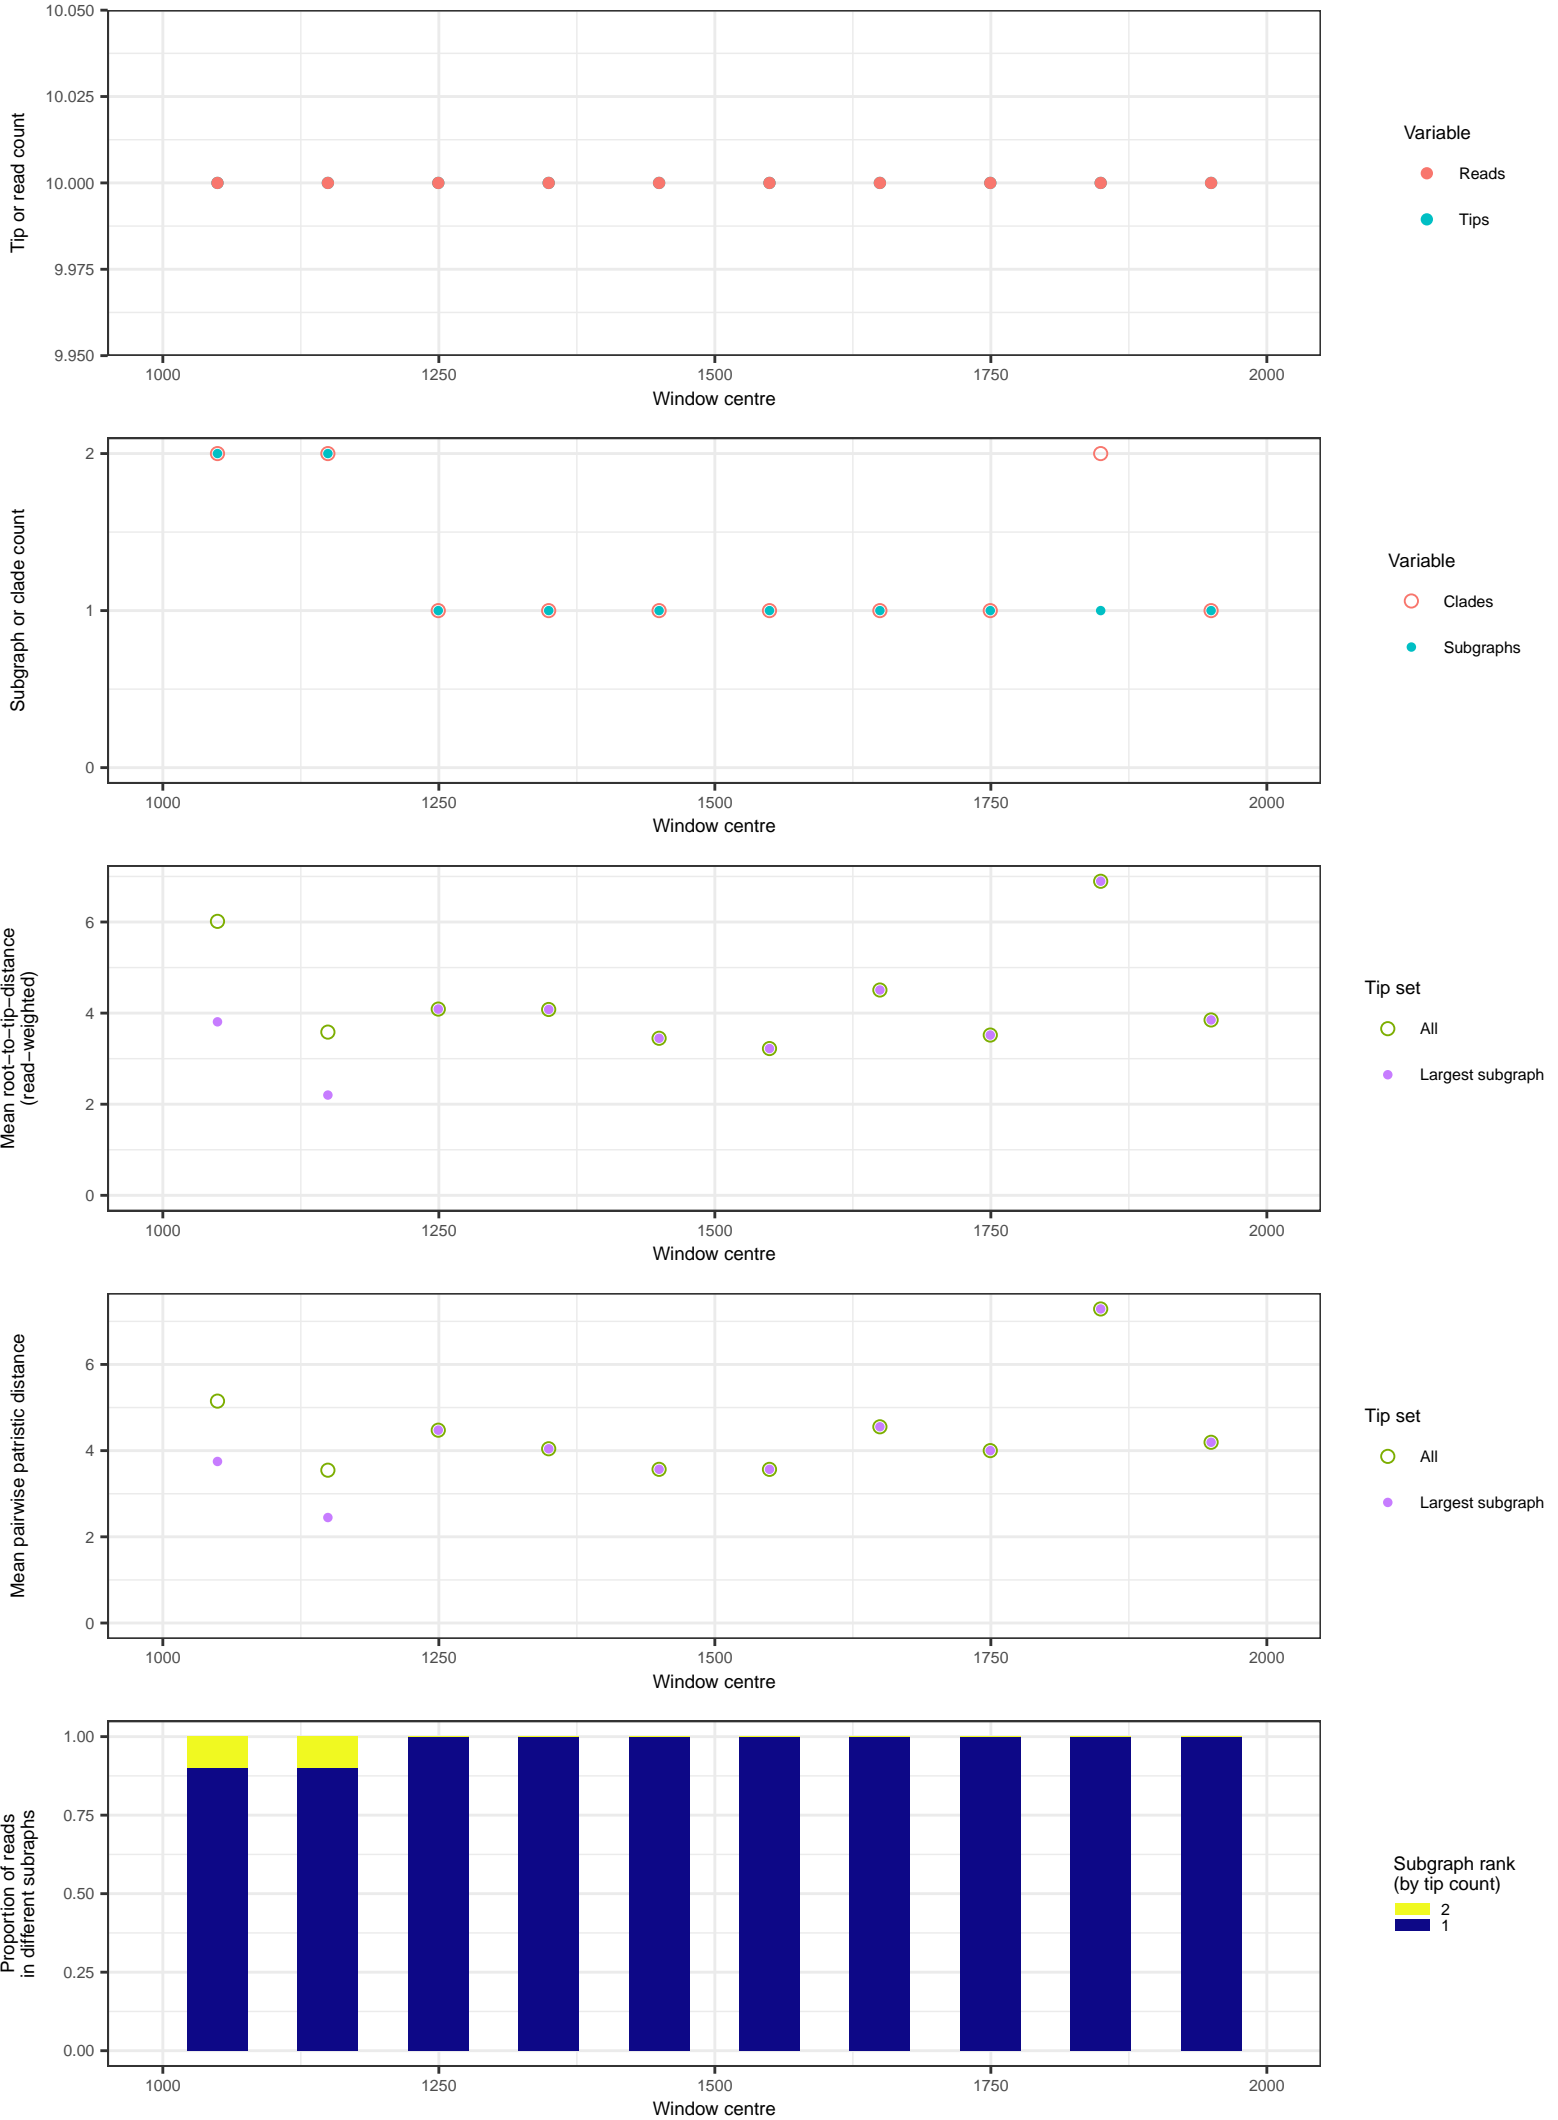 10.050
10.025
10.000
9.975
9.950
Tip or read count
1000 1250 1500 1750 2000
Window centre
Variable
Reads
Tips
2
1
0
Subgraph or clade count
1000 1250 1500 1750 2000
Window centre
Variable
Clades
Subgraphs
6
4
2
0
Mean root−to−tip−distance
(read−weighted)
1000 1250 1500 1750 2000
Window centre
Tip set
All
Largest subgraph
6
4
2
0
Mean pairwise patristic distance
1000 1250 1500 1750 2000
Window centre
Tip set
All
Largest subgraph
1.00
0.75
0.50
0.25
0.00
Proportion of reads
in different subraphs
1000 1250 1500 1750 2000
Window centre
Subgraph rank
(by tip count)
2
1